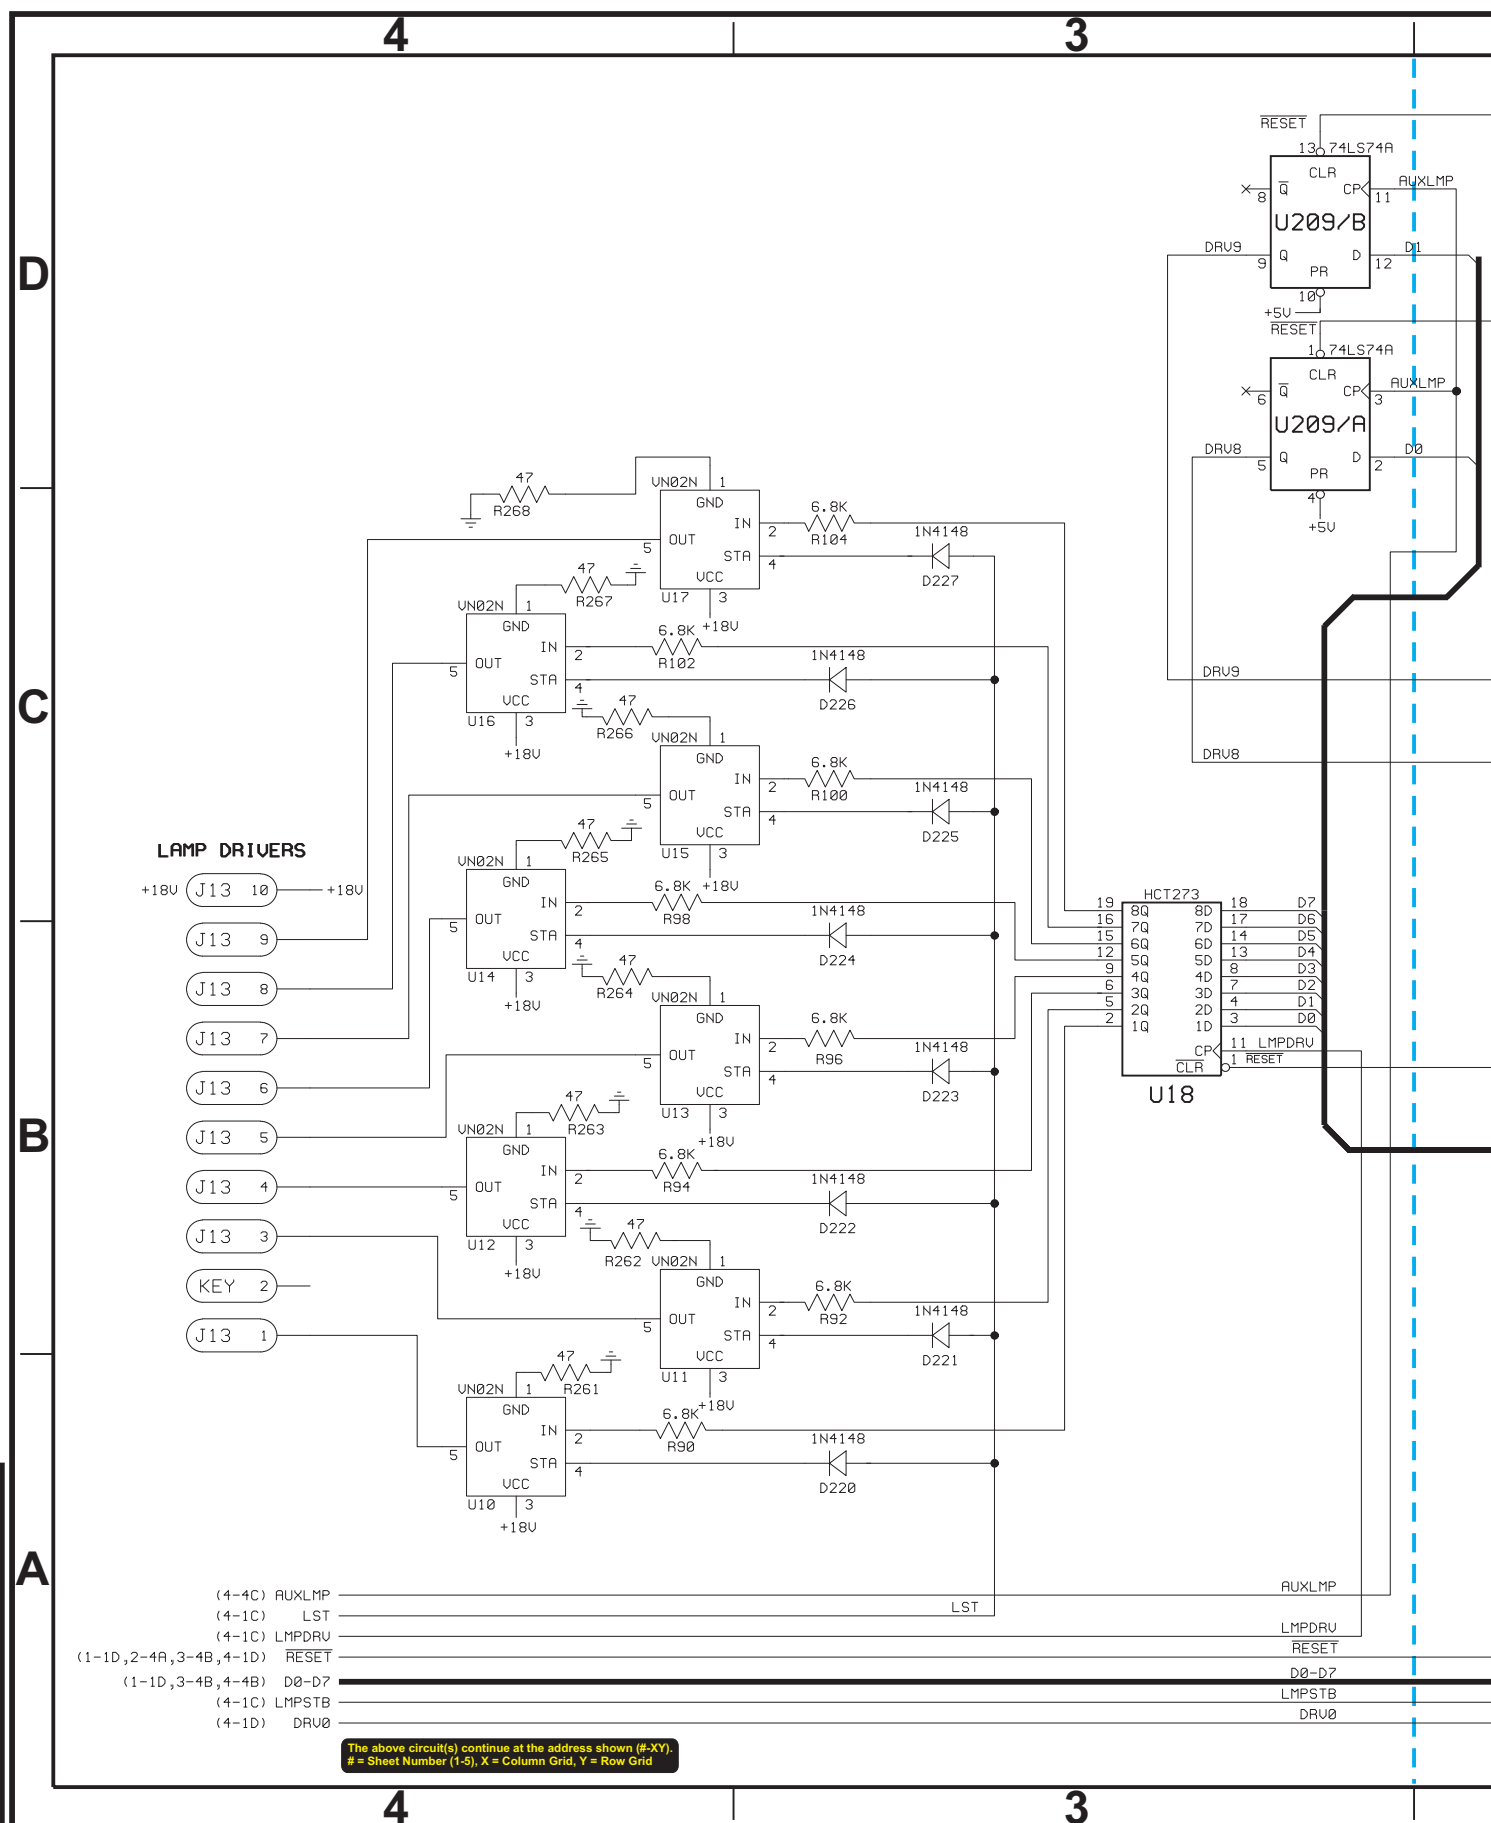 4 3
RESET
13 74LS74A
CLR
Q CP AUXLMP
8 11
U209/B
DRV9 Q D D1
9 12
PR
10
+5V
RESET
1 74LS74A
CLR
Q CP AUXLMP
6 3
U209/A
DRV8 Q D D0
5 2
PR
4
+5V
D
47
R268
VN02N 1
GND
IN 2
OUT 5
STA 4
VCC
U17 3
+18V
6.8K
R104
1N4148
D227
47
R267
VN02N 1
GND
IN 2
OUT 5
STA 4
VCC
U16 3
+18V
6.8K
R102
1N4148
D226
DRV9
C
47
R266
VN02N 1
GND
IN 2
OUT 5
STA 4
VCC
U15 3
+18V
6.8K
R100
1N4148
D225
DRV8
47
R265
VN02N 1
GND
IN 2
OUT 5
STA 4
VCC
U14 3
+18V
6.8K
R98
1N4148
D224
LAMP DRIVERS
+18V J13 10 +18V
J13 9
J13 8
J13 7
J13 6
J13 5
J13 4
J13 3
KEY 2
J13 1
HCT273
19 8Q 8D 18 D7
16 7Q 7D 17 D6
15 6Q 6D 14 D5
12 5Q 5D 13 D4
9 4Q 4D 8 D3
6 3Q 3D 7 D2
5 2Q 2D 4 D1
2 1Q 1D 3 D0
CP 11 LMPDRV
CLR 1 RESET
U18
47
R264
VN02N 1
GND
IN 2
OUT 5
STA 4
VCC
U13 3
+18V
6.8K
R96
1N4148
D223
B
47
R263
VN02N 1
GND
IN 2
OUT 5
STA 4
VCC
U12 3
+18V
6.8K
R94
1N4148
D222
47
R262
VN02N 1
GND
IN 2
OUT 5
STA 4
VCC
U11 3
+18V
6.8K
R92
1N4148
D221
47
R261
VN02N 1
GND
IN 2
OUT 5
STA 4
VCC
U10 3
+18V
6.8K
R90
1N4148
D220
A
(4-4C) AUXLMP AUXLMP
(4-1C) LST LST
(4-1C) LMPDRV LMPDRV
(1-1D,2-4A,3-4B,4-1D) RESET RESET
(1-1D,3-4B,4-4B) D0-D7 D0-D7
(4-1C) LMPSTB LMPSTB
(4-1D) DRV0 DRV0
The above circuit(s) continue at the address shown (#-XY).
# = Sheet Number (1-5), X = Column Grid, Y = Row Grid
4 3